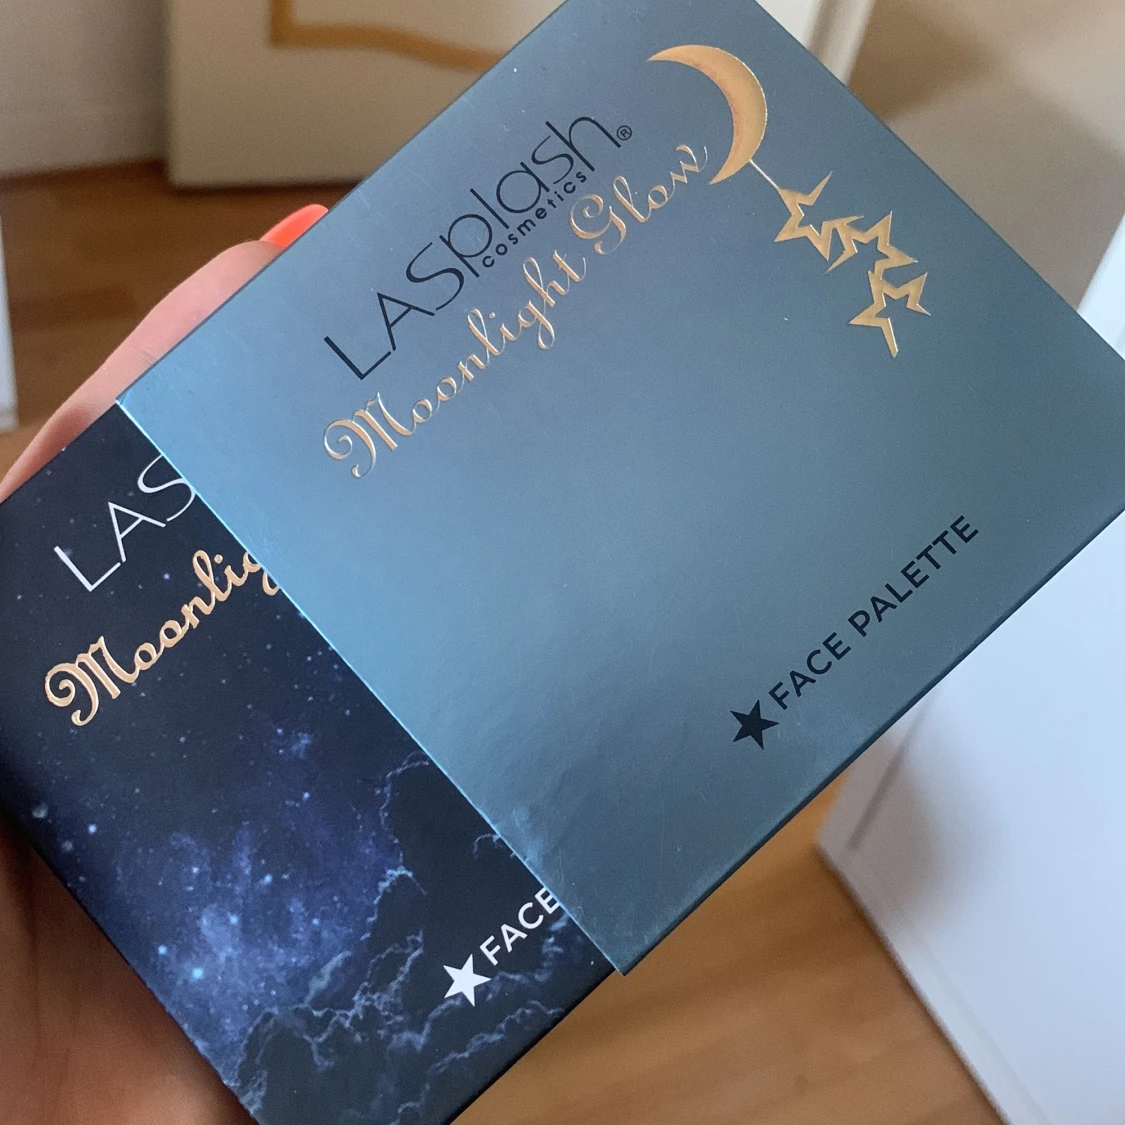 LASplash®
cosmetics
Moonlight Glow
FACE PALETTE
LAS
Moonlig
FACE